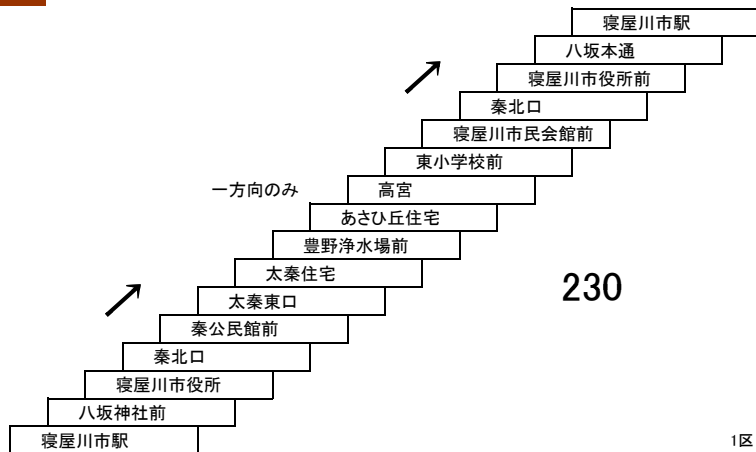 寝屋川市駅
八坂本通
寝屋川市役所前
秦北口
寝屋川市民会館前
東小学校前
一方向のみ 高宮
あさひ丘住宅
豊野浄水場前
太秦住宅
230
太秦東口
秦公民館前
秦北口
寝屋川市役所
八坂神社前
寝屋川市駅
1区